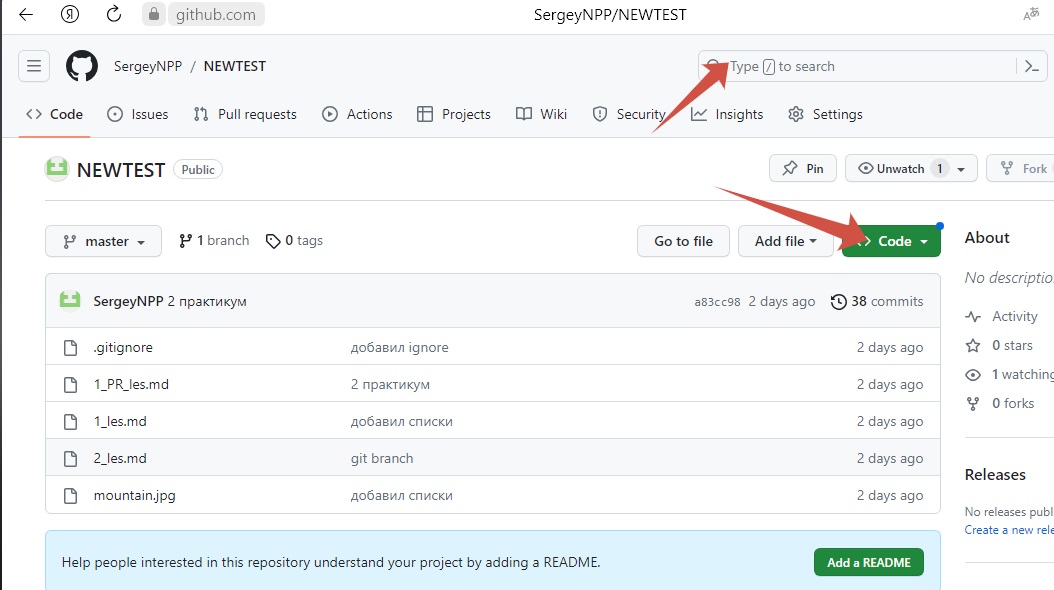 github.com SergeyNPP/NEWTEST
SergeyNPP / NEWTEST Type / to search
Code Issues Pull requests Actions Projects Wiki Security Insights Settings
NEWTEST Public Pin Unwatch 1 Fork
master 1 branch 0 tags Go to file Add file Code About
No descriptio
SergeyNPP 2 практикум a83cc98 2 days ago 38 commits
Activity
.gitignore добавил ignore 2 days ago
0 stars
1_PR_les.md 2 практикум 2 days ago
1 watching
0 forks
1_les.md добавил списки 2 days ago
2_les.md git branch 2 days ago
Releases
mountain.jpg добавил списки 2 days ago
No releases publ
Create a new rele
Help people interested in this repository understand your project by adding a README. Add a README